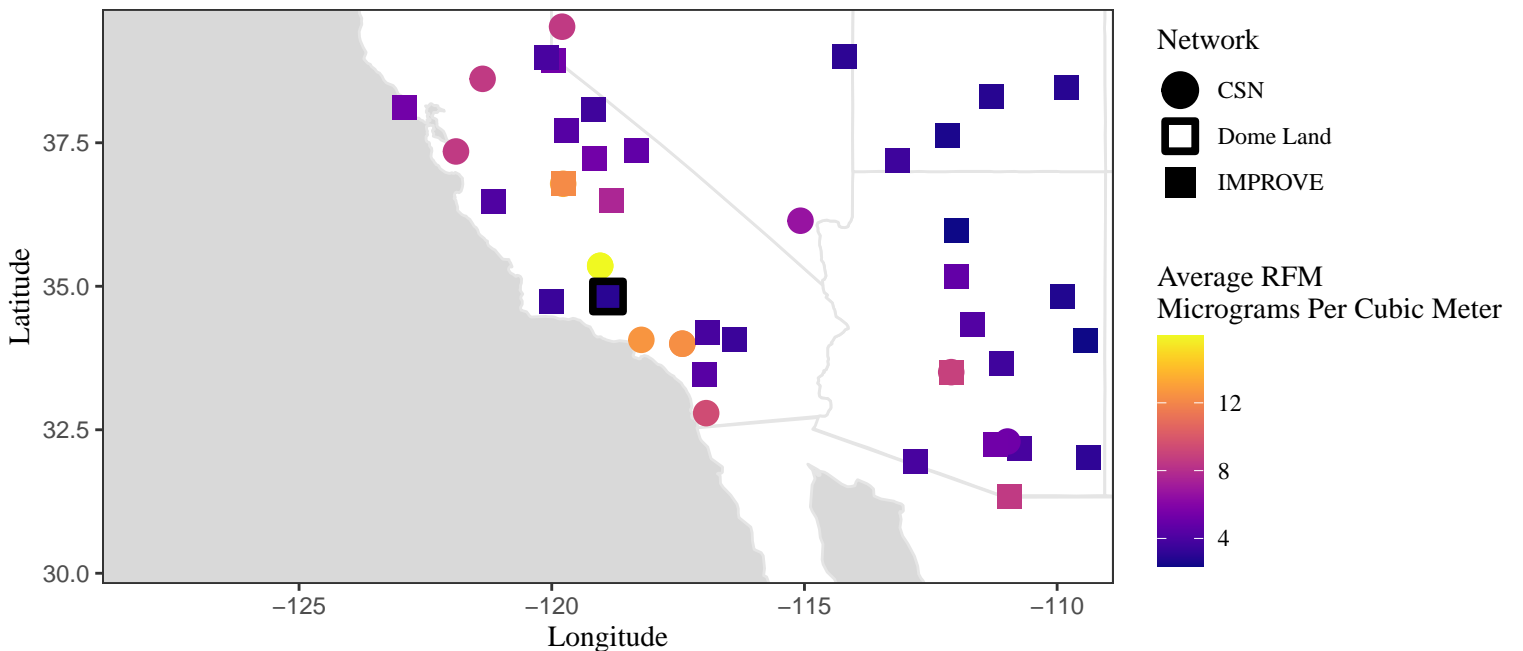 37.5
35.0
32.5
30.0
Latitude
−125
−120
−115
−110
Longitude
Network
CSN
Dome Land
IMPROVE
Average RFM
Micrograms Per Cubic Meter
12
8
4